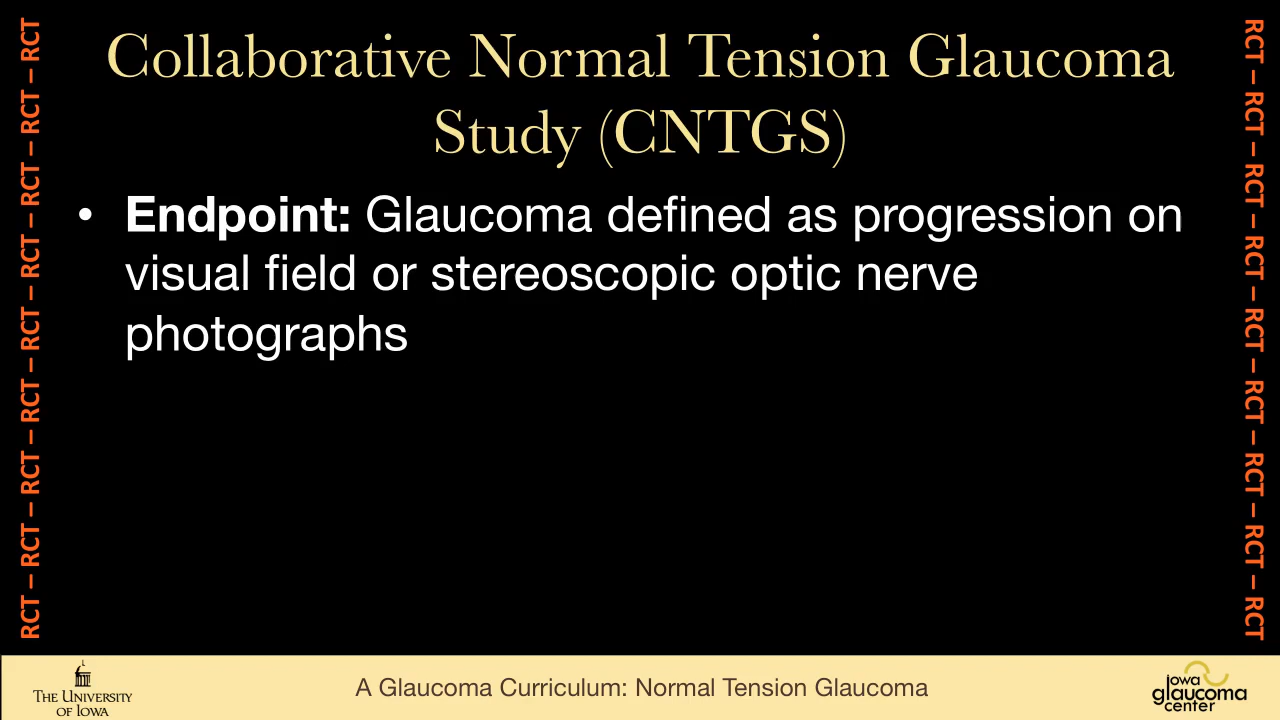 Collaborative Normal Tension Glaucoma
Study (CNTGS)
• Endpoint: Glaucoma defined as progression on
visual field or stereoscopic optic nerve
photographs
RCT – RCT – RCT – RCT – RCT – RCT – RCT – RCT – RCT
RCT – RCT – RCT – RCT – RCT – RCT – RCT – RCT – RCT
THE UNIVERSITY
OF IOWA
A Glaucoma Curriculum: Normal Tension Glaucoma
iowa
glaucoma
center